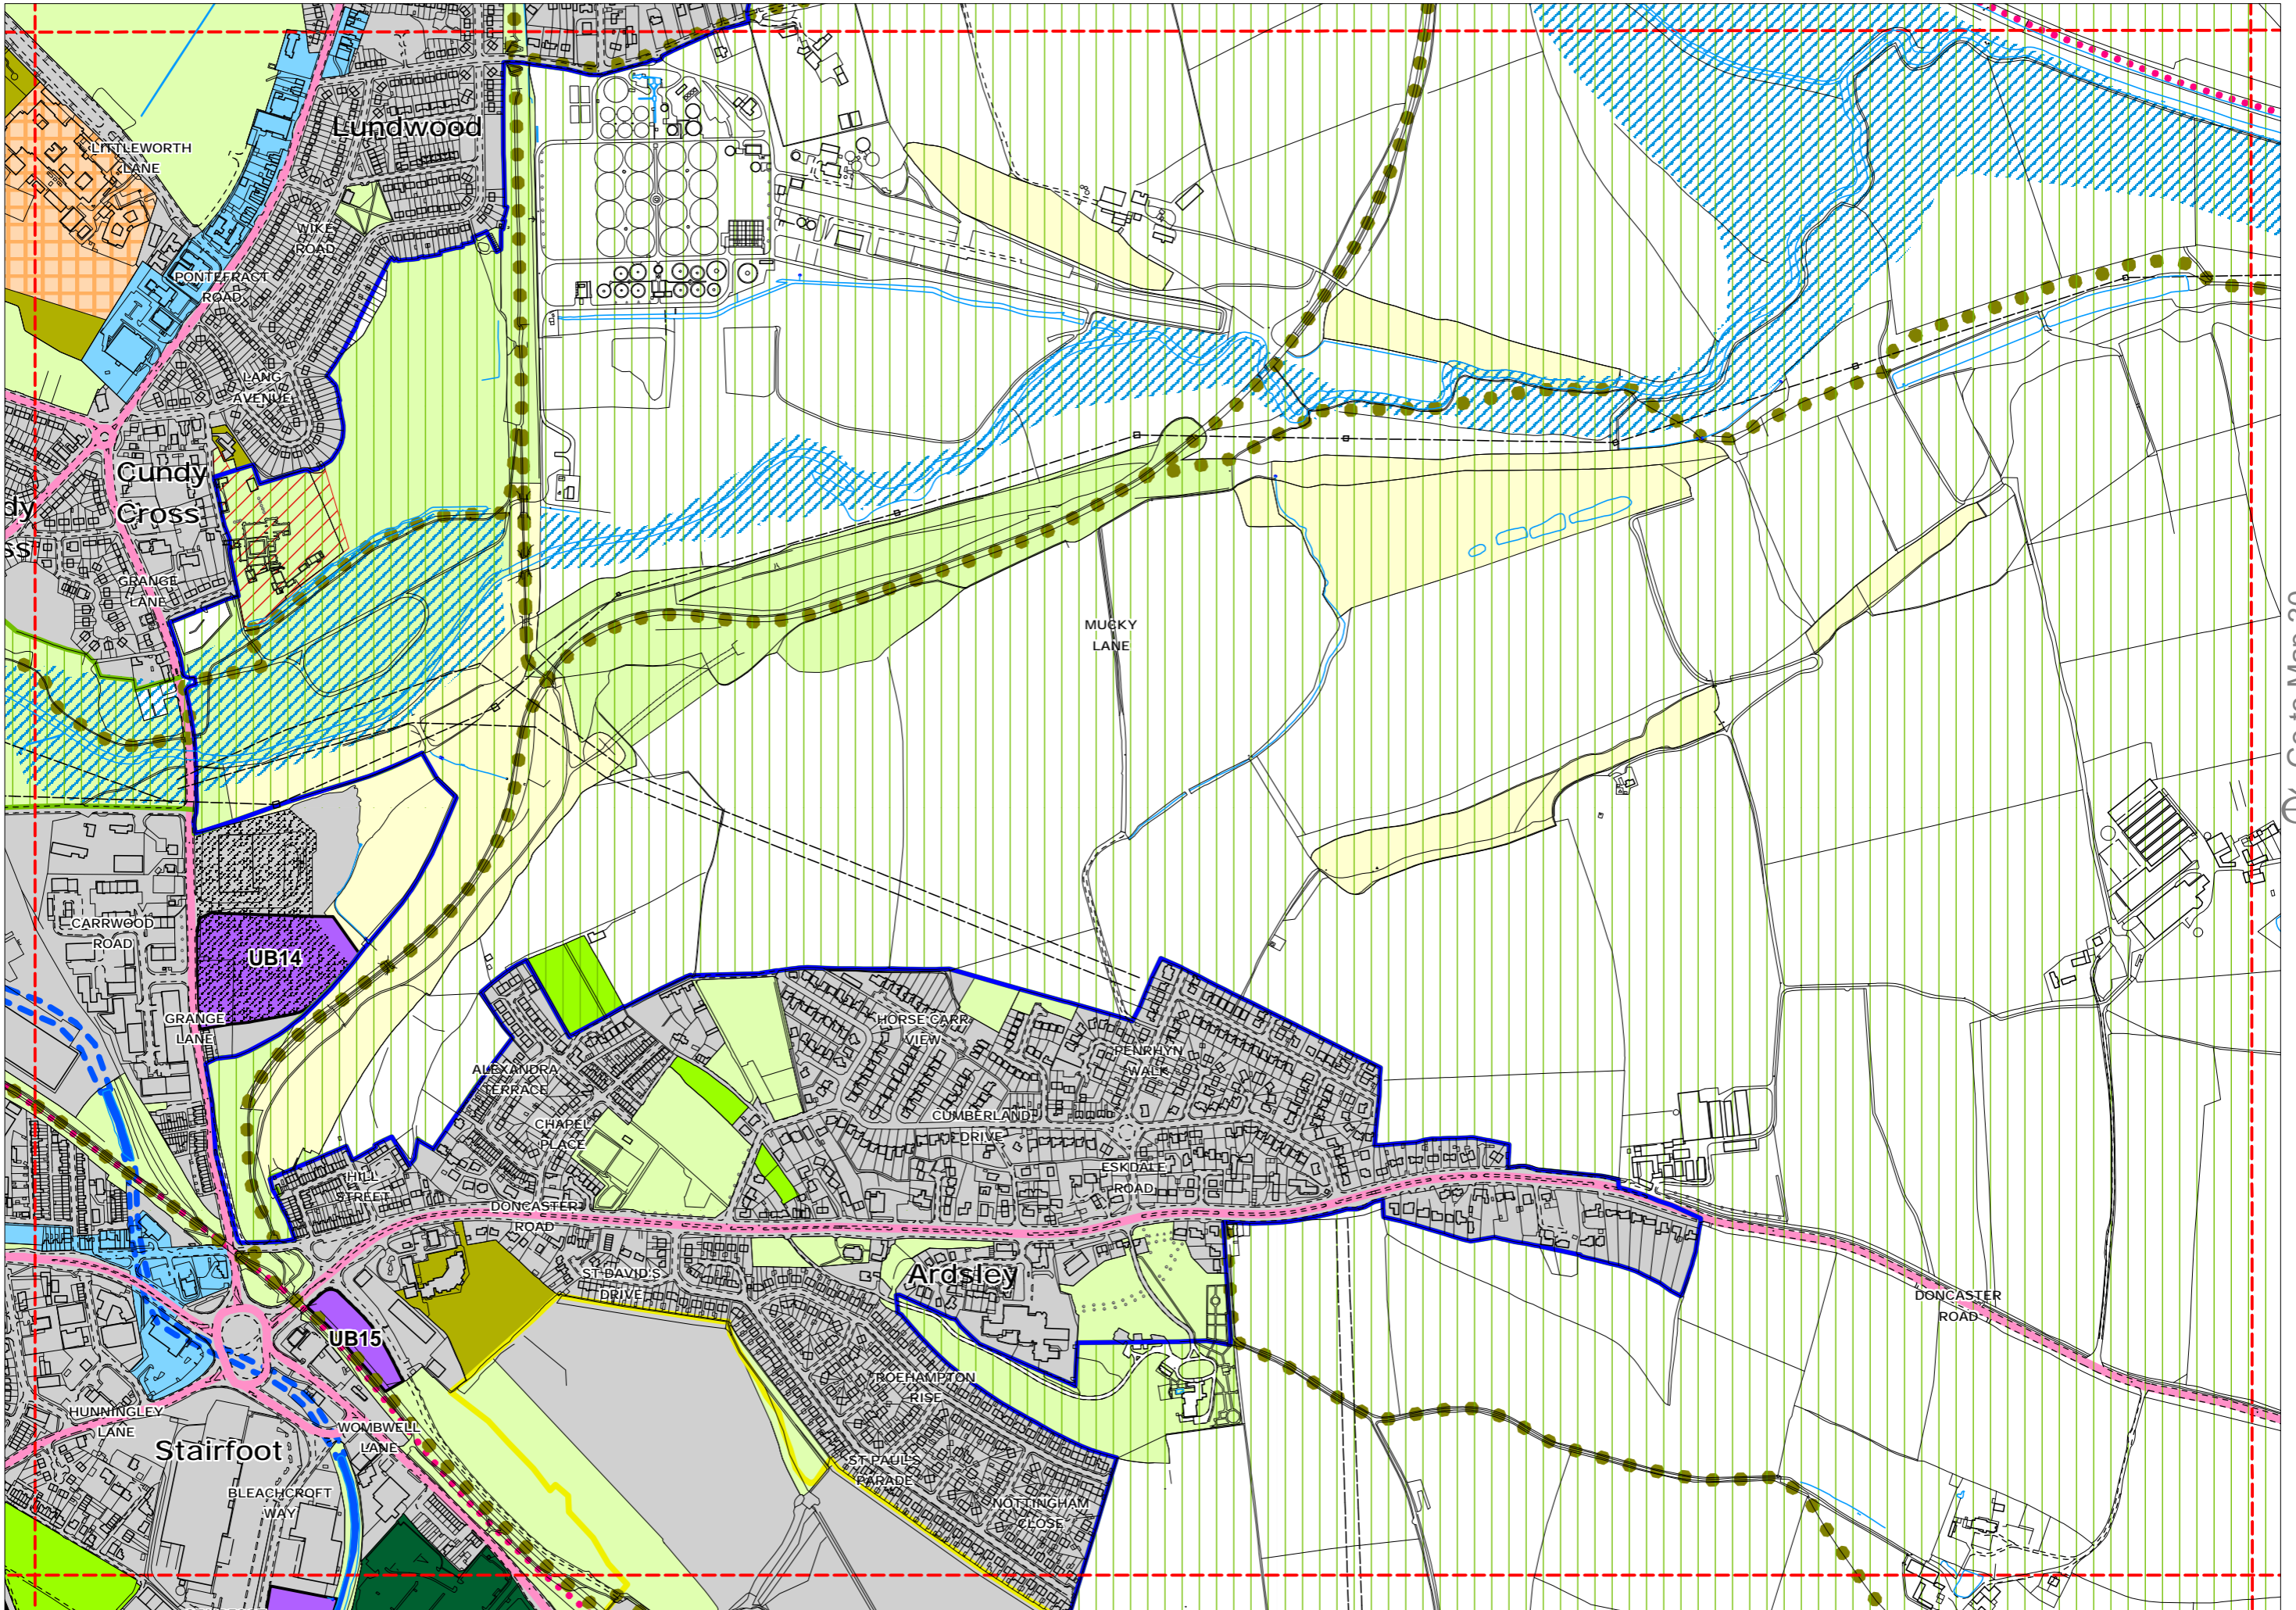 Lundwood
LITTLEWORTH
LANE
WIKE
ROAD
PONTEFRACT
ROAD
LANG
AVENUE
Cundy
Cross
dy
ss
GRANGE
LANE
MUCKY
LANE
CARRWOOD
ROAD
UB14
GRANGE
LANE
HORSE CARR
VIEW
PENRHYN
WALK
ALEXANDRA
TERRACE
CHAPEL
PLACE
CUMBERLAND
DRIVE
ESKDALE
ROAD
HILL
STREET
DONCASTER
ROAD
ST DAVID'S
DRIVE
Ardsley
DONCASTER
ROAD
UB15
ROEHAMPTON
RISE
HUNNINGLEY
LANE
WOMBWELL
LANE
Stairfoot
ST PAUL'S
PARADE
BLEACHCROFT
WAY
NOTTINGHAM
CLOSE